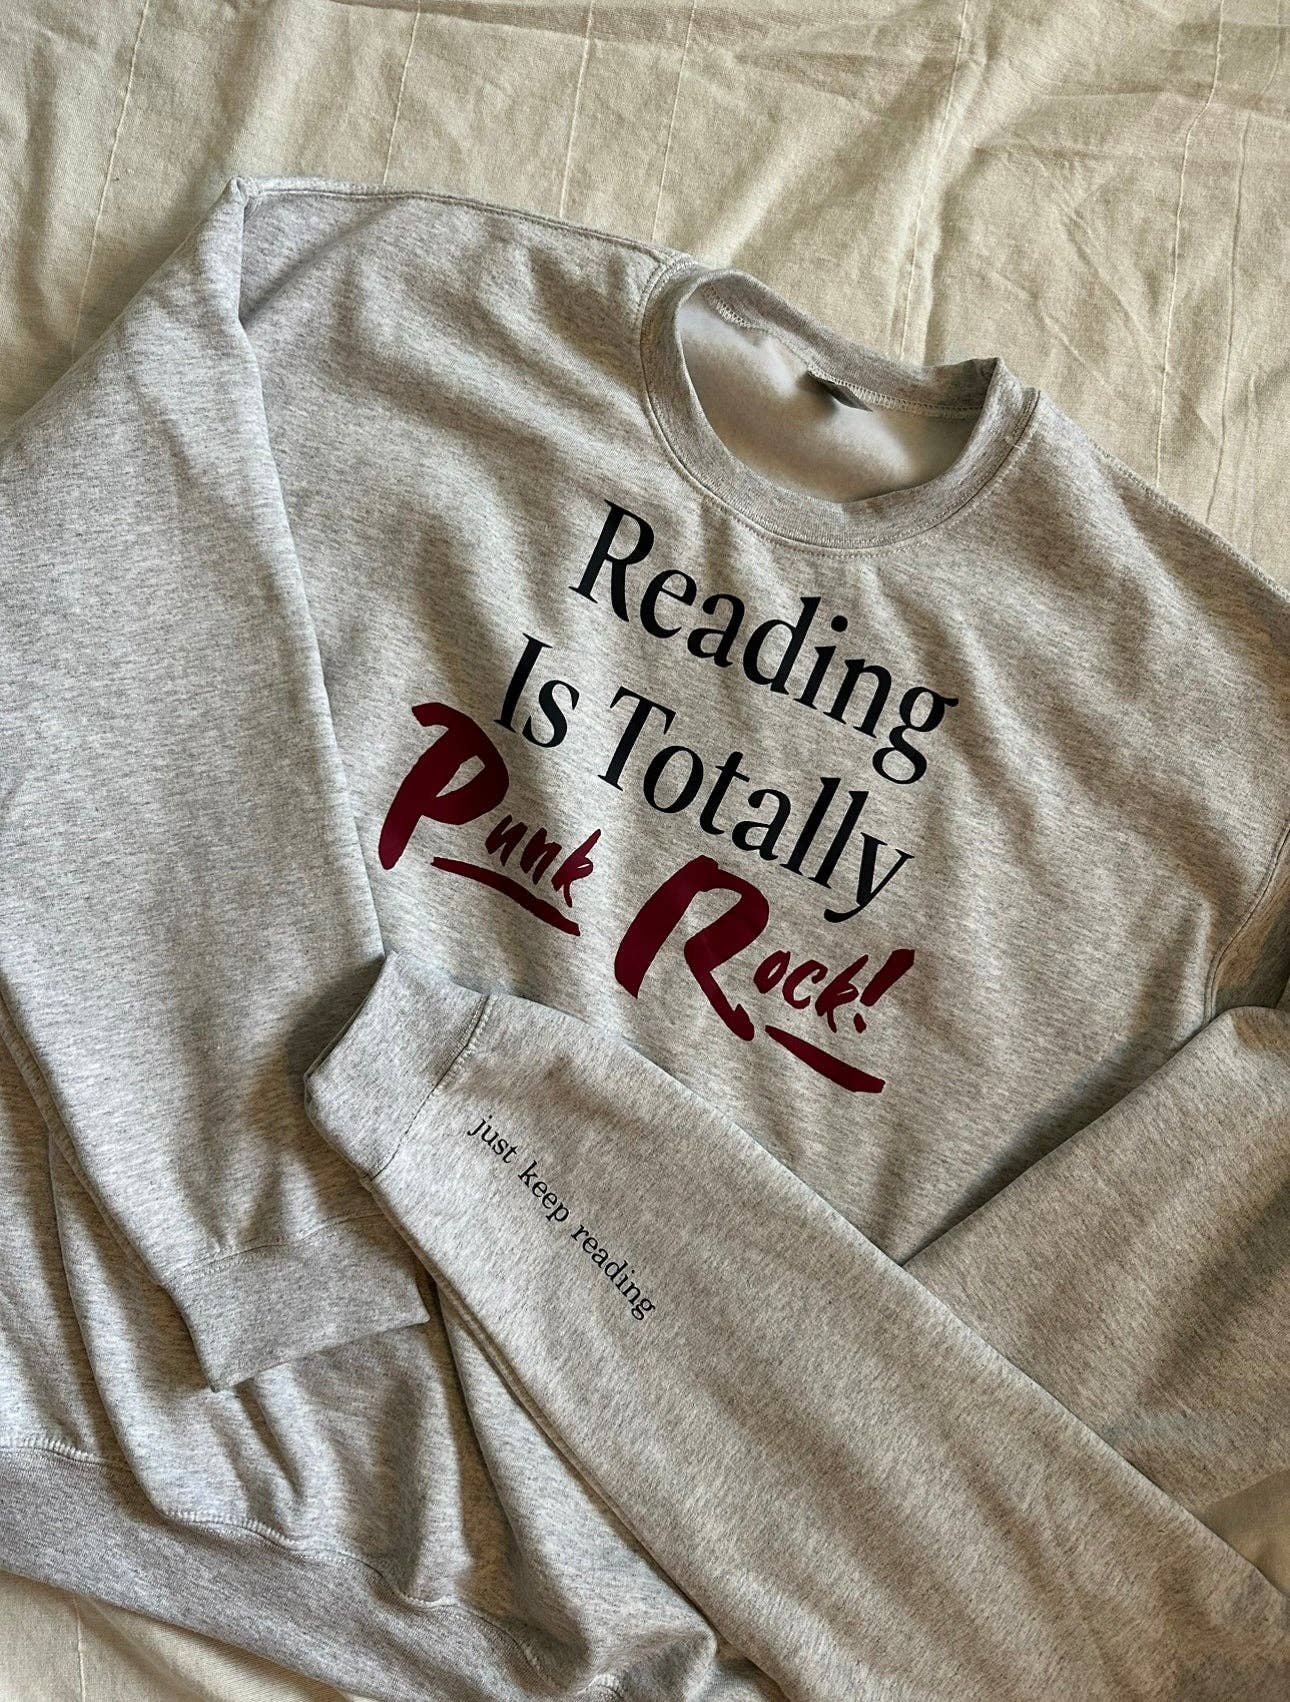 Reading
Is Totally
Punk Rock!
just keep reading